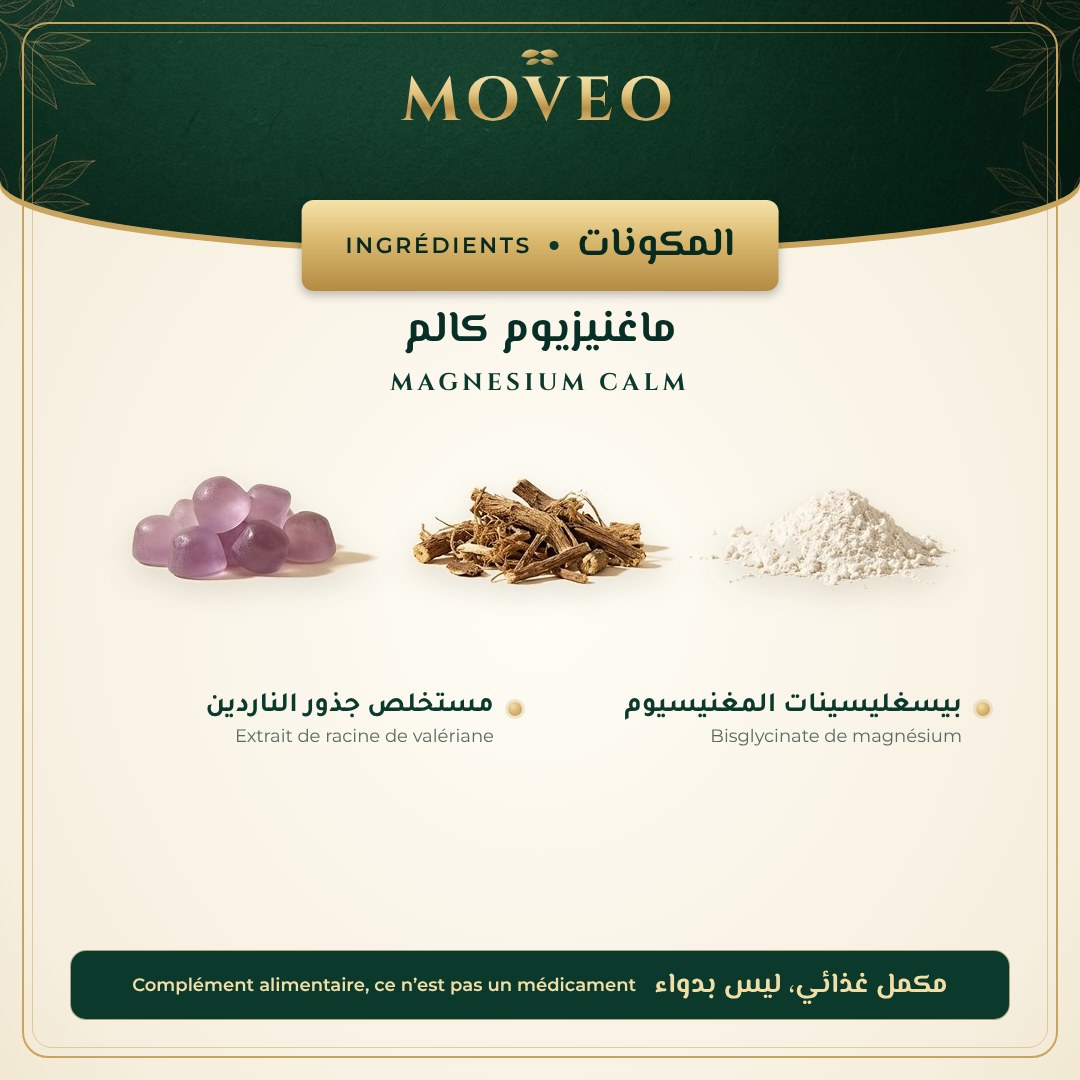 MOVEO
المكونات • INGRÉDIENTS
ماغنيزيوم كالم
MAGNESIUM CALM
بيسغليسينات المغنيسيوم
Bisglycinate de magnésium
مستخلص جذور الناردين
Extrait de racine de valériane
مكمل غذائي، ليس بدواء Complément alimentaire, ce n’est pas un médicament